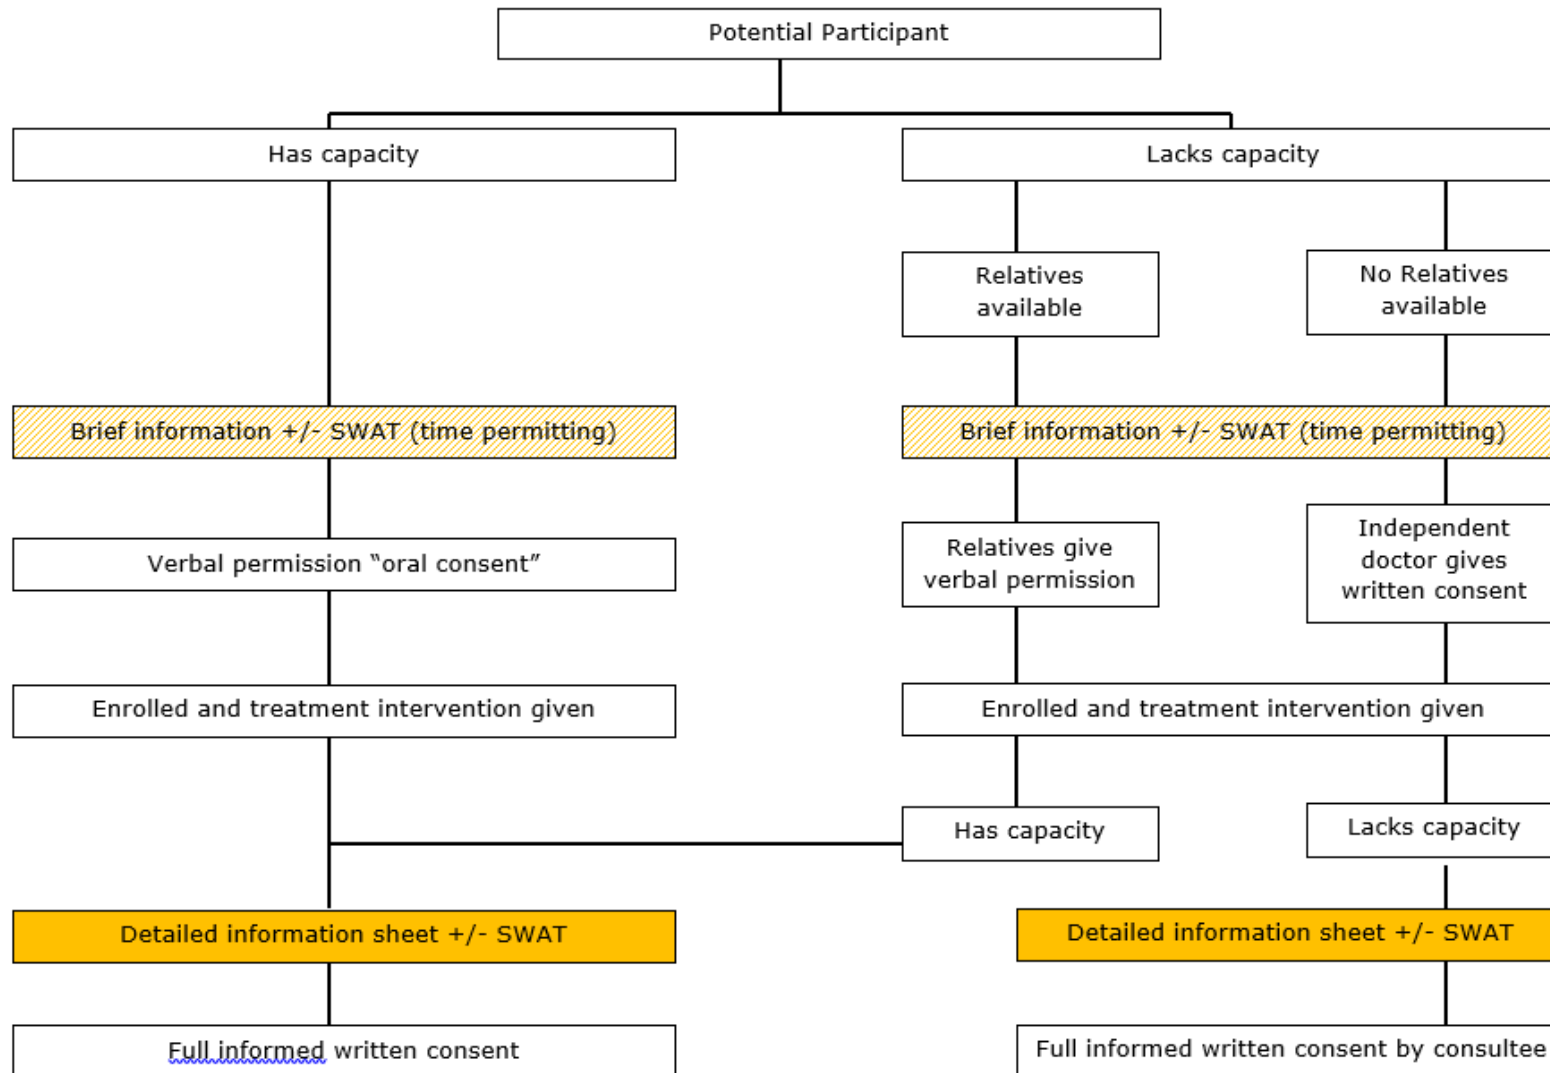 Potential Participant
Has capacity
Lacks capacity
Relatives
available
No Relatives
available
Brief information +/- SWAT (time permitting)
Brief information +/- SWAT (time permitting)
Verbal permission “oral consent”
Relatives give
verbal permission
Independent
doctor gives
written consent
Enrolled and treatment intervention given
Enrolled and treatment intervention given
Has capacity
Lacks capacity
Detailed information sheet +/- SWAT
Detailed information sheet +/- SWAT
Full informed written consent
Full informed written consent by consultee